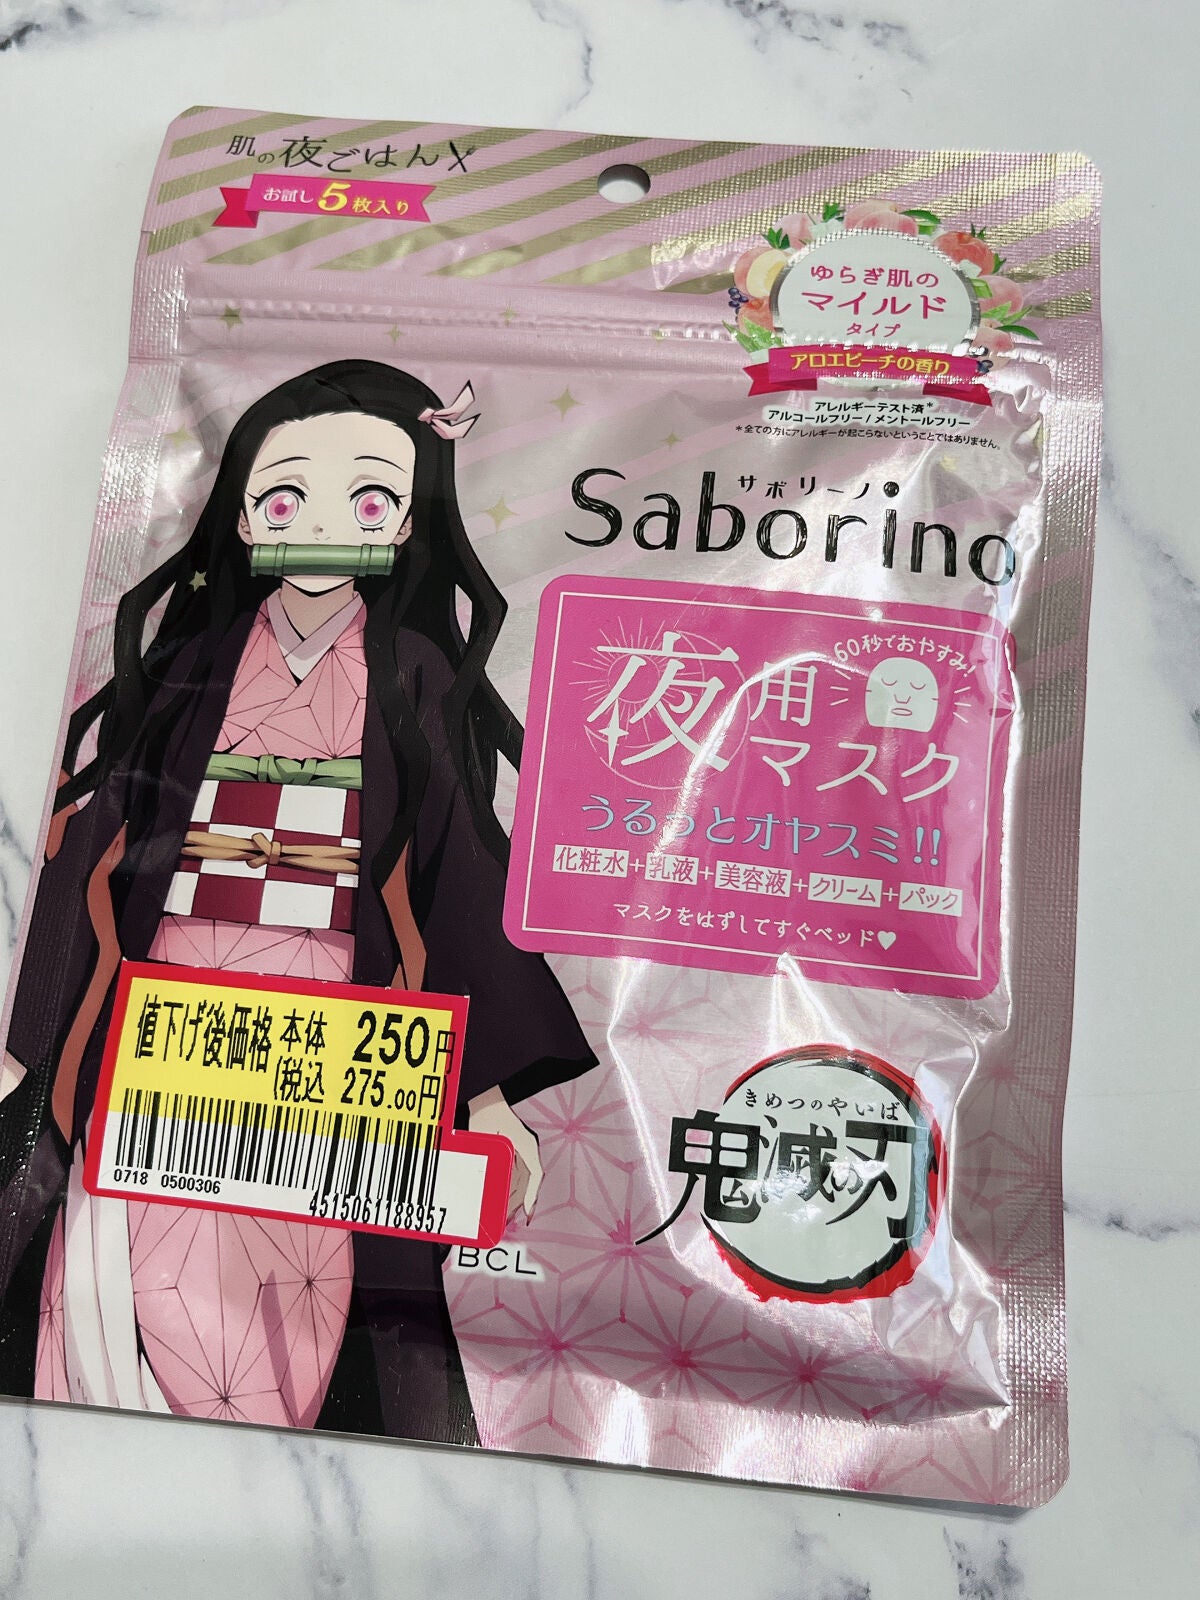 肌の夜ごはん
お試し5枚入り
ゆらぎ肌の
マイルド
タイプ
アロエピーチの香り
アレルギーテスト済*
アルコールフリー/メントールフリー
*全ての方にアレルギーが起こらないということではありません。
サボリーノ
Saborino
60秒でおやすみ!
夜用
マスク
うるっとオヤスミ!!
化粧水+乳液+美容液+クリーム+パック
マスクをはずしてすぐベッド♥
値下げ後価格 本体 250円
(税込 275.00円)
0718 0500306
4515061188957
BCL
きめつのやいば
鬼滅の刃